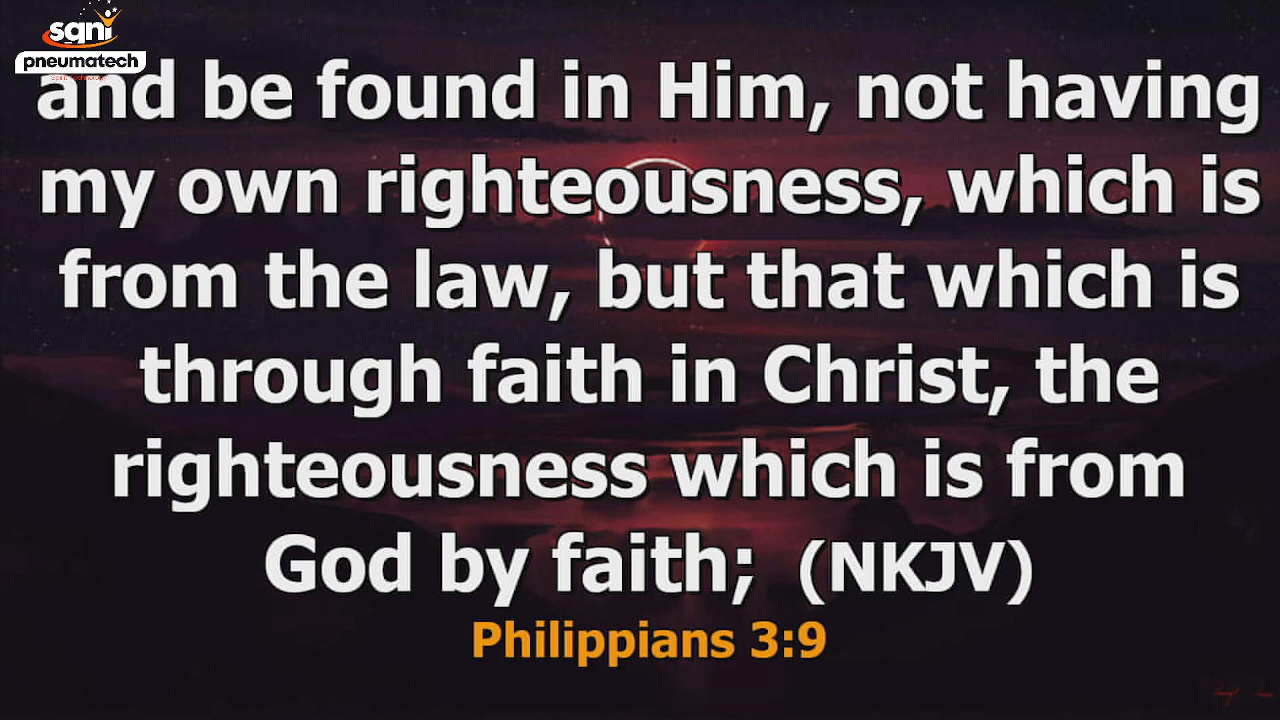 sqni
pneumatech
and be found in Him, not having
my own righteousness, which is
from the law, but that which is
through faith in Christ, the
righteousness which is from
God by faith; (NKJV)
Philippians 3:9